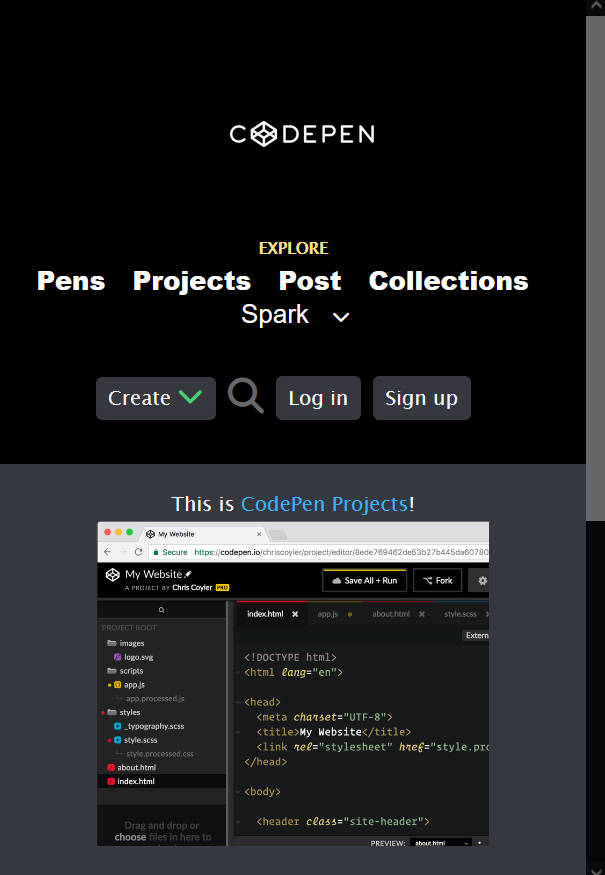 CODEPEN
EXPLORE
Pens Projects Post Collections
Spark
Create Log in Sign up
This is CodePen Projects!
My Website ×
Secure https://codepen.io/chriscoyier/project/editor/8ede769462de53b27b445da60780
My Website
A PROJECT BY Chris Coyier PRO
Save All + Run Fork
index.html × app.js about.html × style.scss ×
PROJECT ROOT
Extern
images
logo.svg
scripts
app.js
app.processed.js
styles
_typography.scss
style.scss
style.processed.css
about.html
index.html
Drag and drop or
choose files in here to
<!DOCTYPE html>
<html lang="en">
<head>
<meta charset="UTF-8">
<title>My Website</title>
<link rel="stylesheet" href="style.pro
</head>
<body>
<header class="site-header">
PREVIEW: about.html